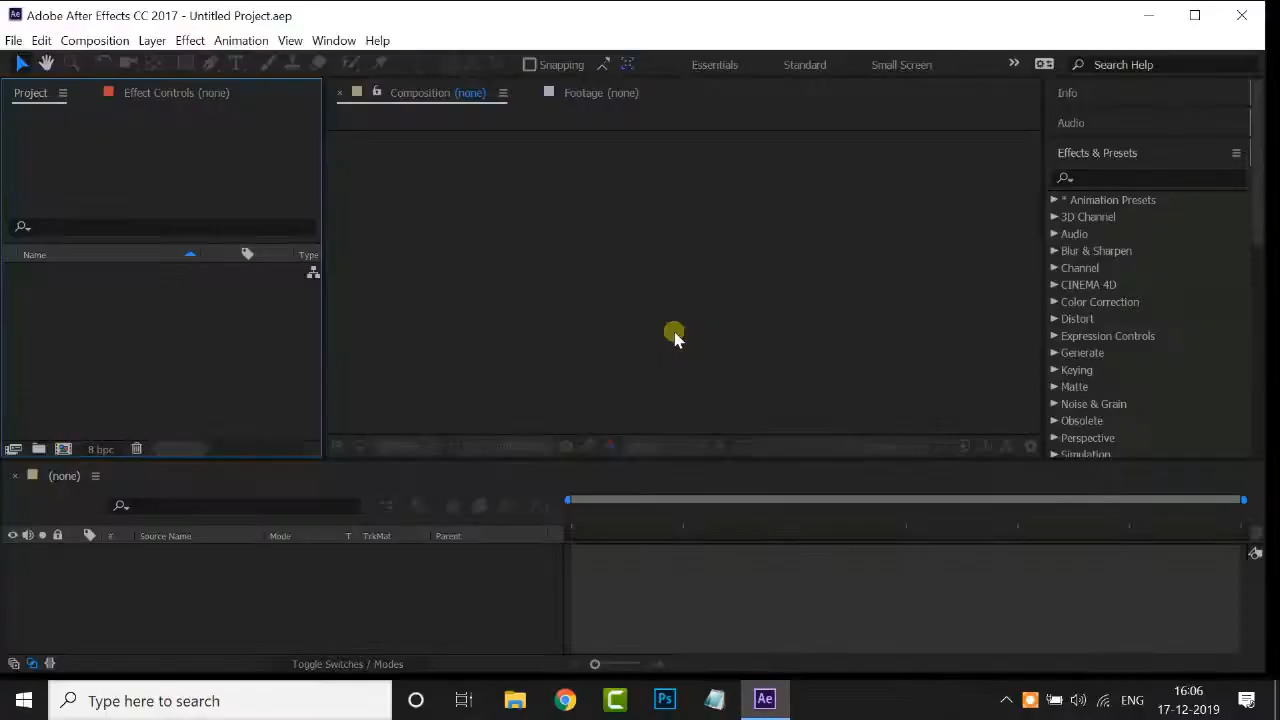 Ae Adobe After Effects CC 2017 - Untitled Project.aep
File Edit Composition Layer Effect Animation View Window Help
Snapping Essentials Standard Small Screen » Search Help
Project Effect Controls (none) × Composition (none) Footage (none) Info
Audio
Effects & Presets
* Animation Presets
3D Channel
Audio
Blur & Sharpen
Channel
CINEMA 4D
Color Correction
Distort
Expression Controls
Generate
Keying
Matte
Noise & Grain
Obsolete
Perspective
Simulation
Name Type
8 bpc
× (none)
# Source Name Mode T TrkMat Parent
Toggle Switches / Modes
Type here to search
C Ps Ae
ENG
16:06
17-12-2019